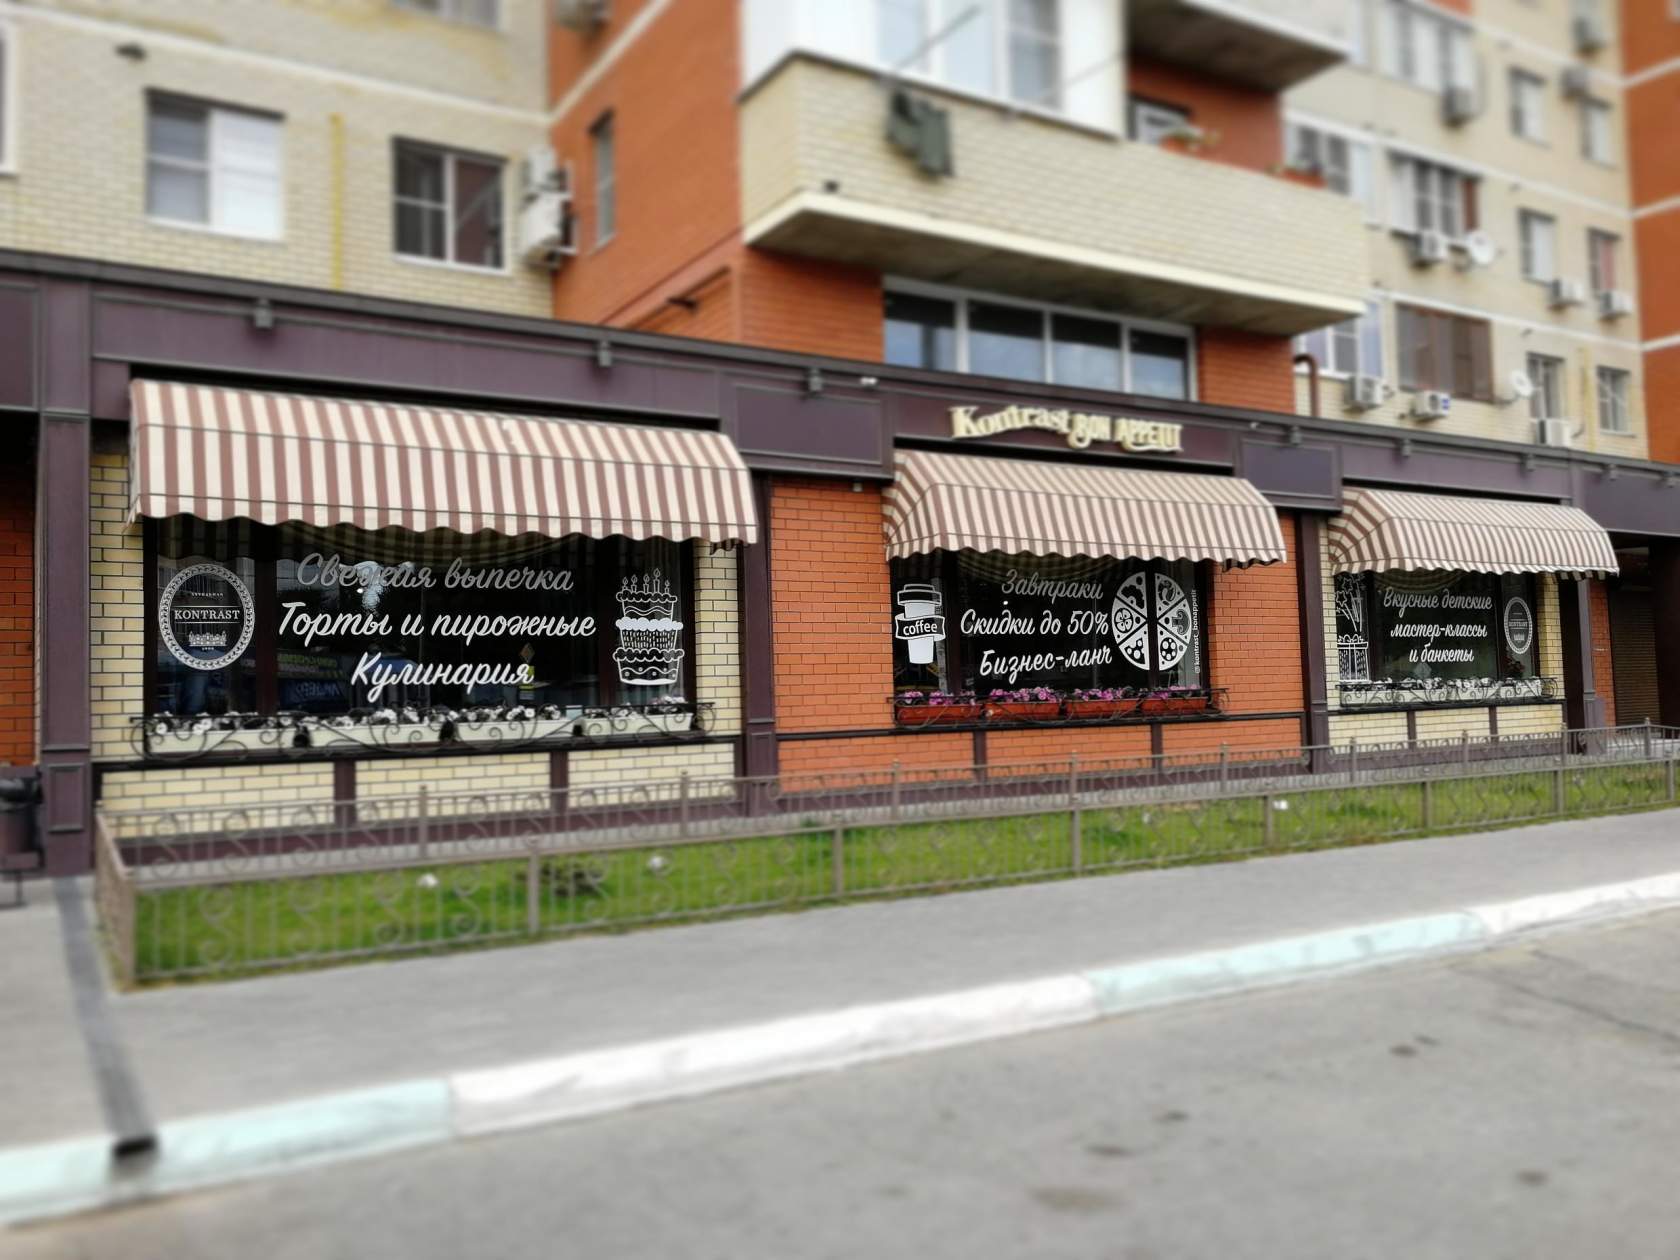 Kontrast BON APPETIT
KONTRAST
Свежая выпечка
Торты и пирожные
Кулинария
coffee
Завтраки
Скидки до 50%
Бизнес-ланч
@kontrast_bonappetit
Вкусные детские
мастер-классы
и банкеты
KONTRAST